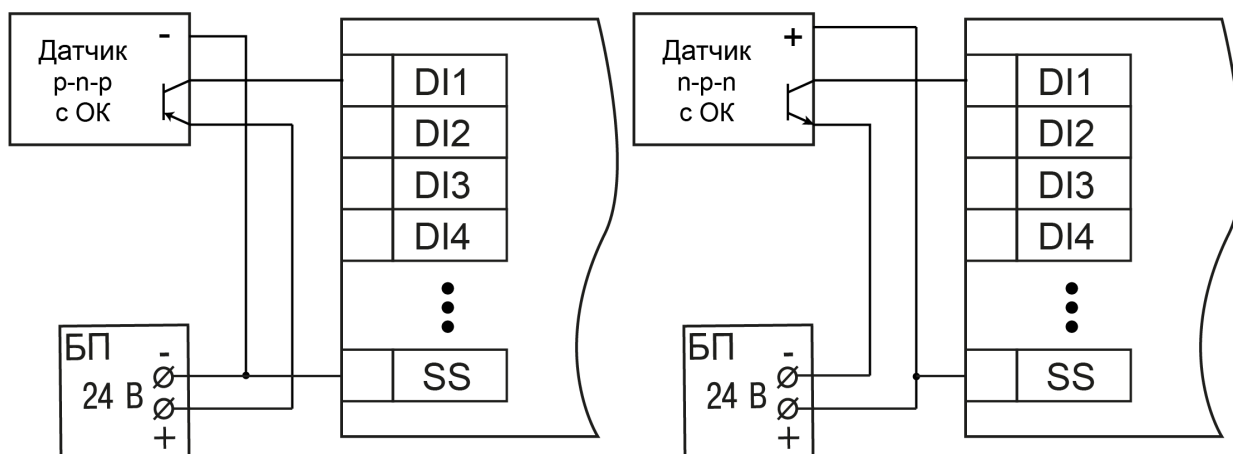 Датчик
p-n-p
с ОК
-
DI1
DI2
DI3
DI4
SS
БП
24 В
-
+
Датчик
n-p-n
с ОК
+
DI1
DI2
DI3
DI4
SS
БП
24 В
-
+